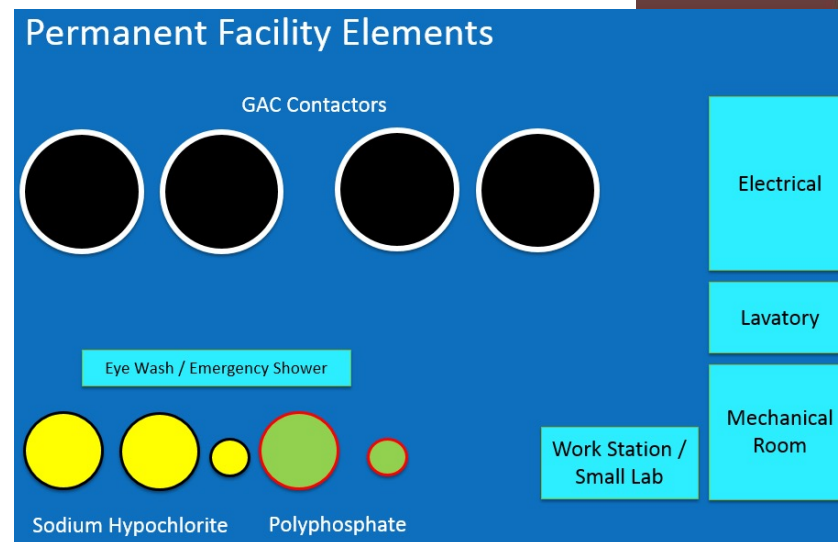 Permanent Facility Elements
GAC Contactors
Electrical
Lavatory
Eye Wash / Emergency Shower
Mechanical
Room
Work Station /
Small Lab
Sodium Hypochlorite
Polyphosphate